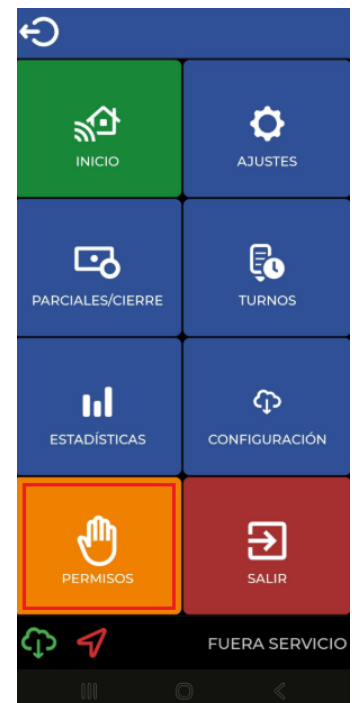 INICIO
AJUSTES
PARCIALES/CIERRE
TURNOS
ESTADÍSTICAS
CONFIGURACIÓN
PERMISOS
SALIR
FUERA SERVICIO